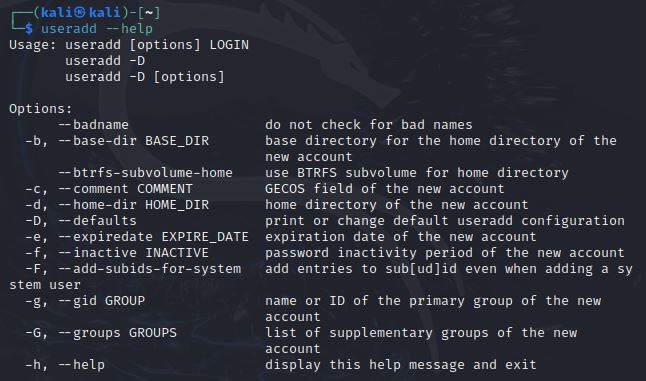 ┌──(kali㉿kali)-[~]
└─$ useradd --help
Usage: useradd [options] LOGIN
       useradd -D
       useradd -D [options]

Options:
      --badname                 do not check for bad names
  -b, --base-dir BASE_DIR       base directory for the home directory of the
                                new account
      --btrfs-subvolume-home    use BTRFS subvolume for home directory
  -c, --comment COMMENT         GECOS field of the new account
  -d, --home-dir HOME_DIR       home directory of the new account
  -D, --defaults                print or change default useradd configuration
  -e, --expiredate EXPIRE_DATE  expiration date of the new account
  -f, --inactive INACTIVE       password inactivity period of the new account
  -F, --add-subids-for-system   add entries to sub[ud]id even when adding a sy
stem user
  -g, --gid GROUP               name or ID of the primary group of the new
                                account
  -G, --groups GROUPS           list of supplementary groups of the new
                                account
  -h, --help                    display this help message and exit